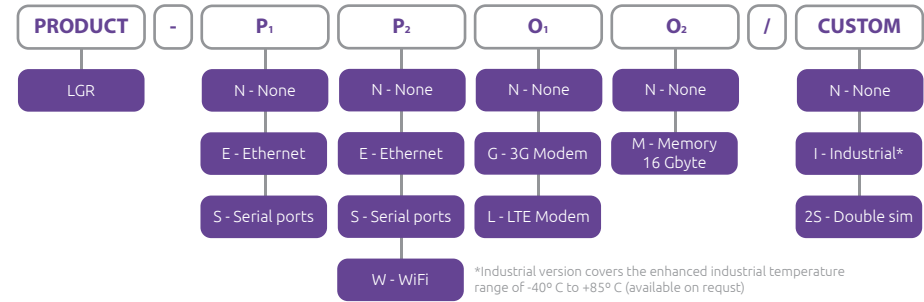 PRODUCT - P₁ P₂ O₁ O₂ / CUSTOM
LGR N - None N - None N - None N - None N - None
E - Ethernet E - Ethernet G - 3G Modem M - Memory I - Industrial*
16 Gbyte
S - Serial ports S - Serial ports L - LTE Modem 2S - Double sim
W - WiFi
*Industrial version covers the enhanced industrial temperature
range of -40º C to +85º C (available on requst)